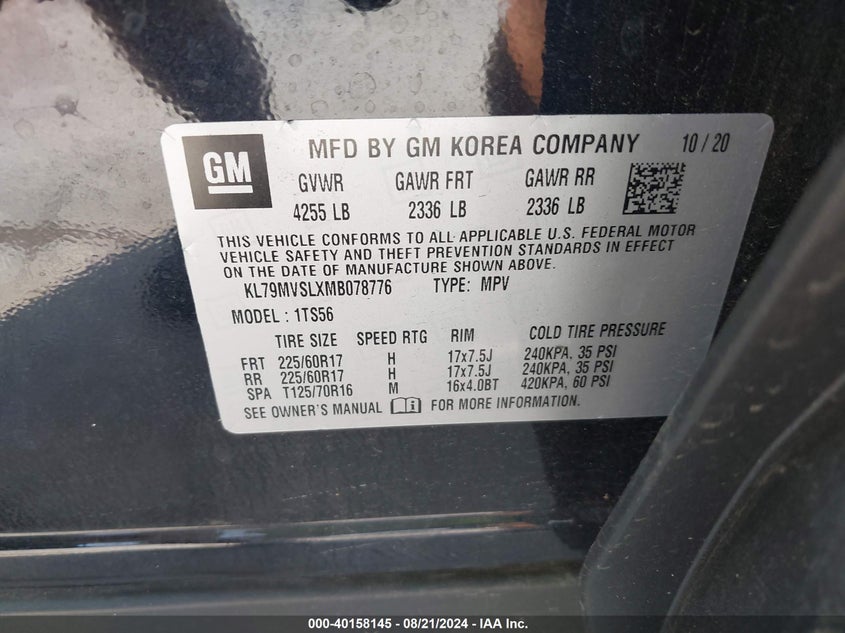 GM
MFD BY GM KOREA COMPANY 10 / 20
GVWR GAWR FRT GAWR RR
4255 LB 2336 LB 2336 LB
THIS VEHICLE CONFORMS TO ALL APPLICABLE U.S. FEDERAL MOTOR
VEHICLE SAFETY AND THEFT PREVENTION STANDARDS IN EFFECT
ON THE DATE OF MANUFACTURE SHOWN ABOVE.
KL79MVSLXMB078776 TYPE: MPV
MODEL : 1TS56
TIRE SIZE SPEED RTG RIM COLD TIRE PRESSURE
FRT 225/60R17 H 17x7.5J 240KPA, 35 PSI
RR 225/60R17 H 17x7.5J 240KPA, 35 PSI
SPA T125/70R16 M 16x4.0BT 420KPA, 60 PSI
SEE OWNER'S MANUAL i FOR MORE INFORMATION.
000-40158145 - 08/21/2024 - IAA Inc.